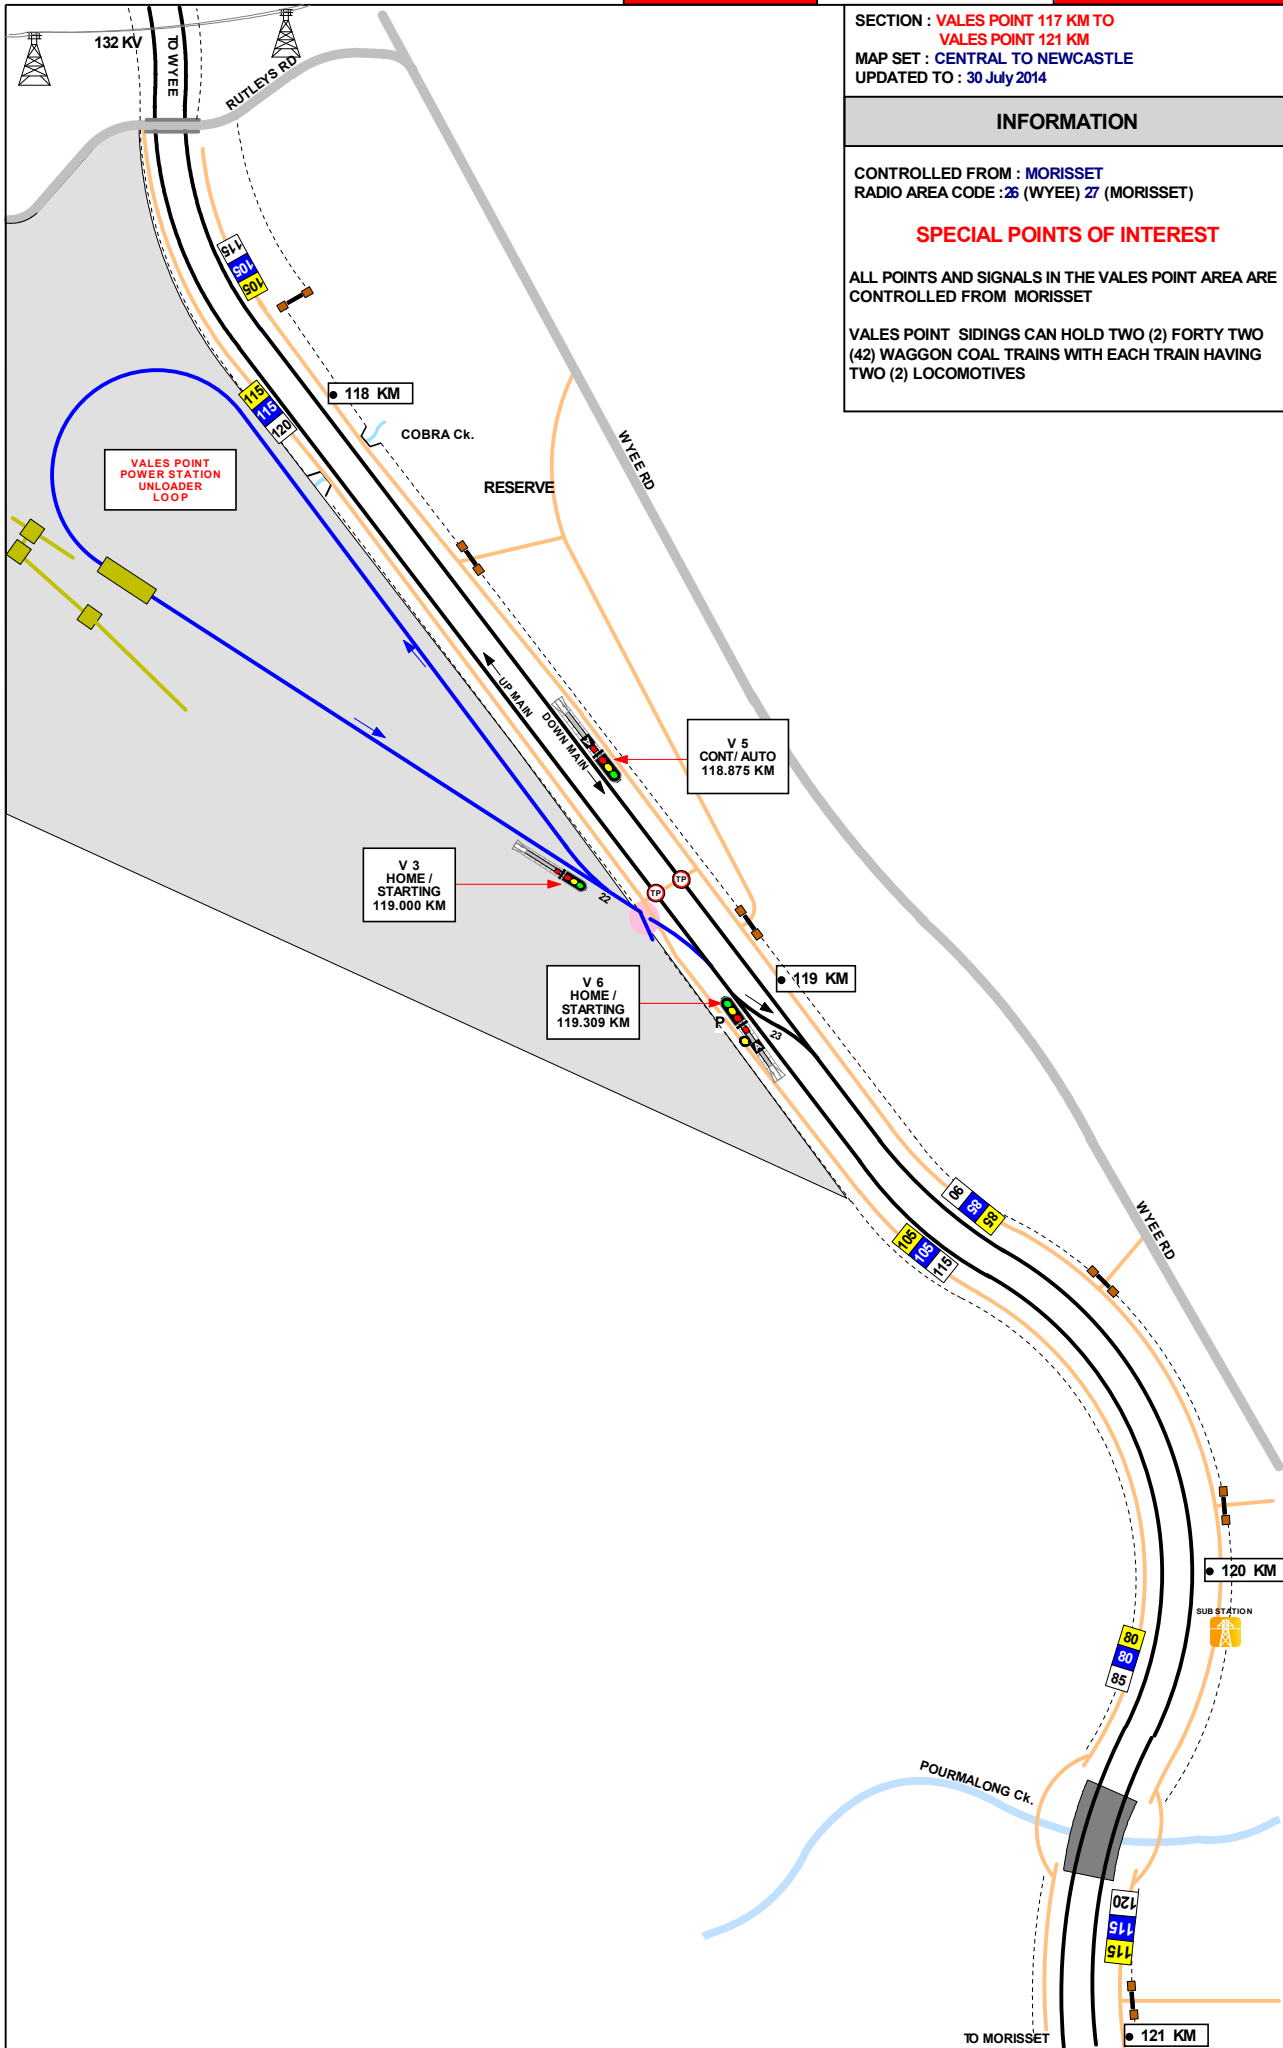 SECTION : VALES POINT 117 KM TO
VALES POINT 121 KM
MAP SET : CENTRAL TO NEWCASTLE
UPDATED TO : 30 July 2014
INFORMATION
CONTROLLED FROM : MORISSET
RADIO AREA CODE :26 (WYEE) 27 (MORISSET)
SPECIAL POINTS OF INTEREST
ALL POINTS AND SIGNALS IN THE VALES POINT AREA ARE
CONTROLLED FROM MORISSET
VALES POINT SIDINGS CAN HOLD TWO (2) FORTY TWO
(42) WAGGON COAL TRAINS WITH EACH TRAIN HAVING
TWO (2) LOCOMOTIVES
132 KV
TO WYEE
RUTLEYS RD
115
105
105
118 KM
115
115
120
COBRA Ck.
VALES POINT
POWER STATION
UNLOADER
LOOP
RESERVE
WYEE RD
UP MAIN
DOWN MAIN
V 5
CONT/ AUTO
118.875 KM
V 3
HOME /
STARTING
119.000 KM
22
TP
TP
119 KM
V 6
HOME /
STARTING
119.309 KM
P
23
90
85
85
105
105
115
WYEE RD
120 KM
SUB STATION
80
80
85
POURMALONG Ck.
120
115
115
TO MORISSET
121 KM